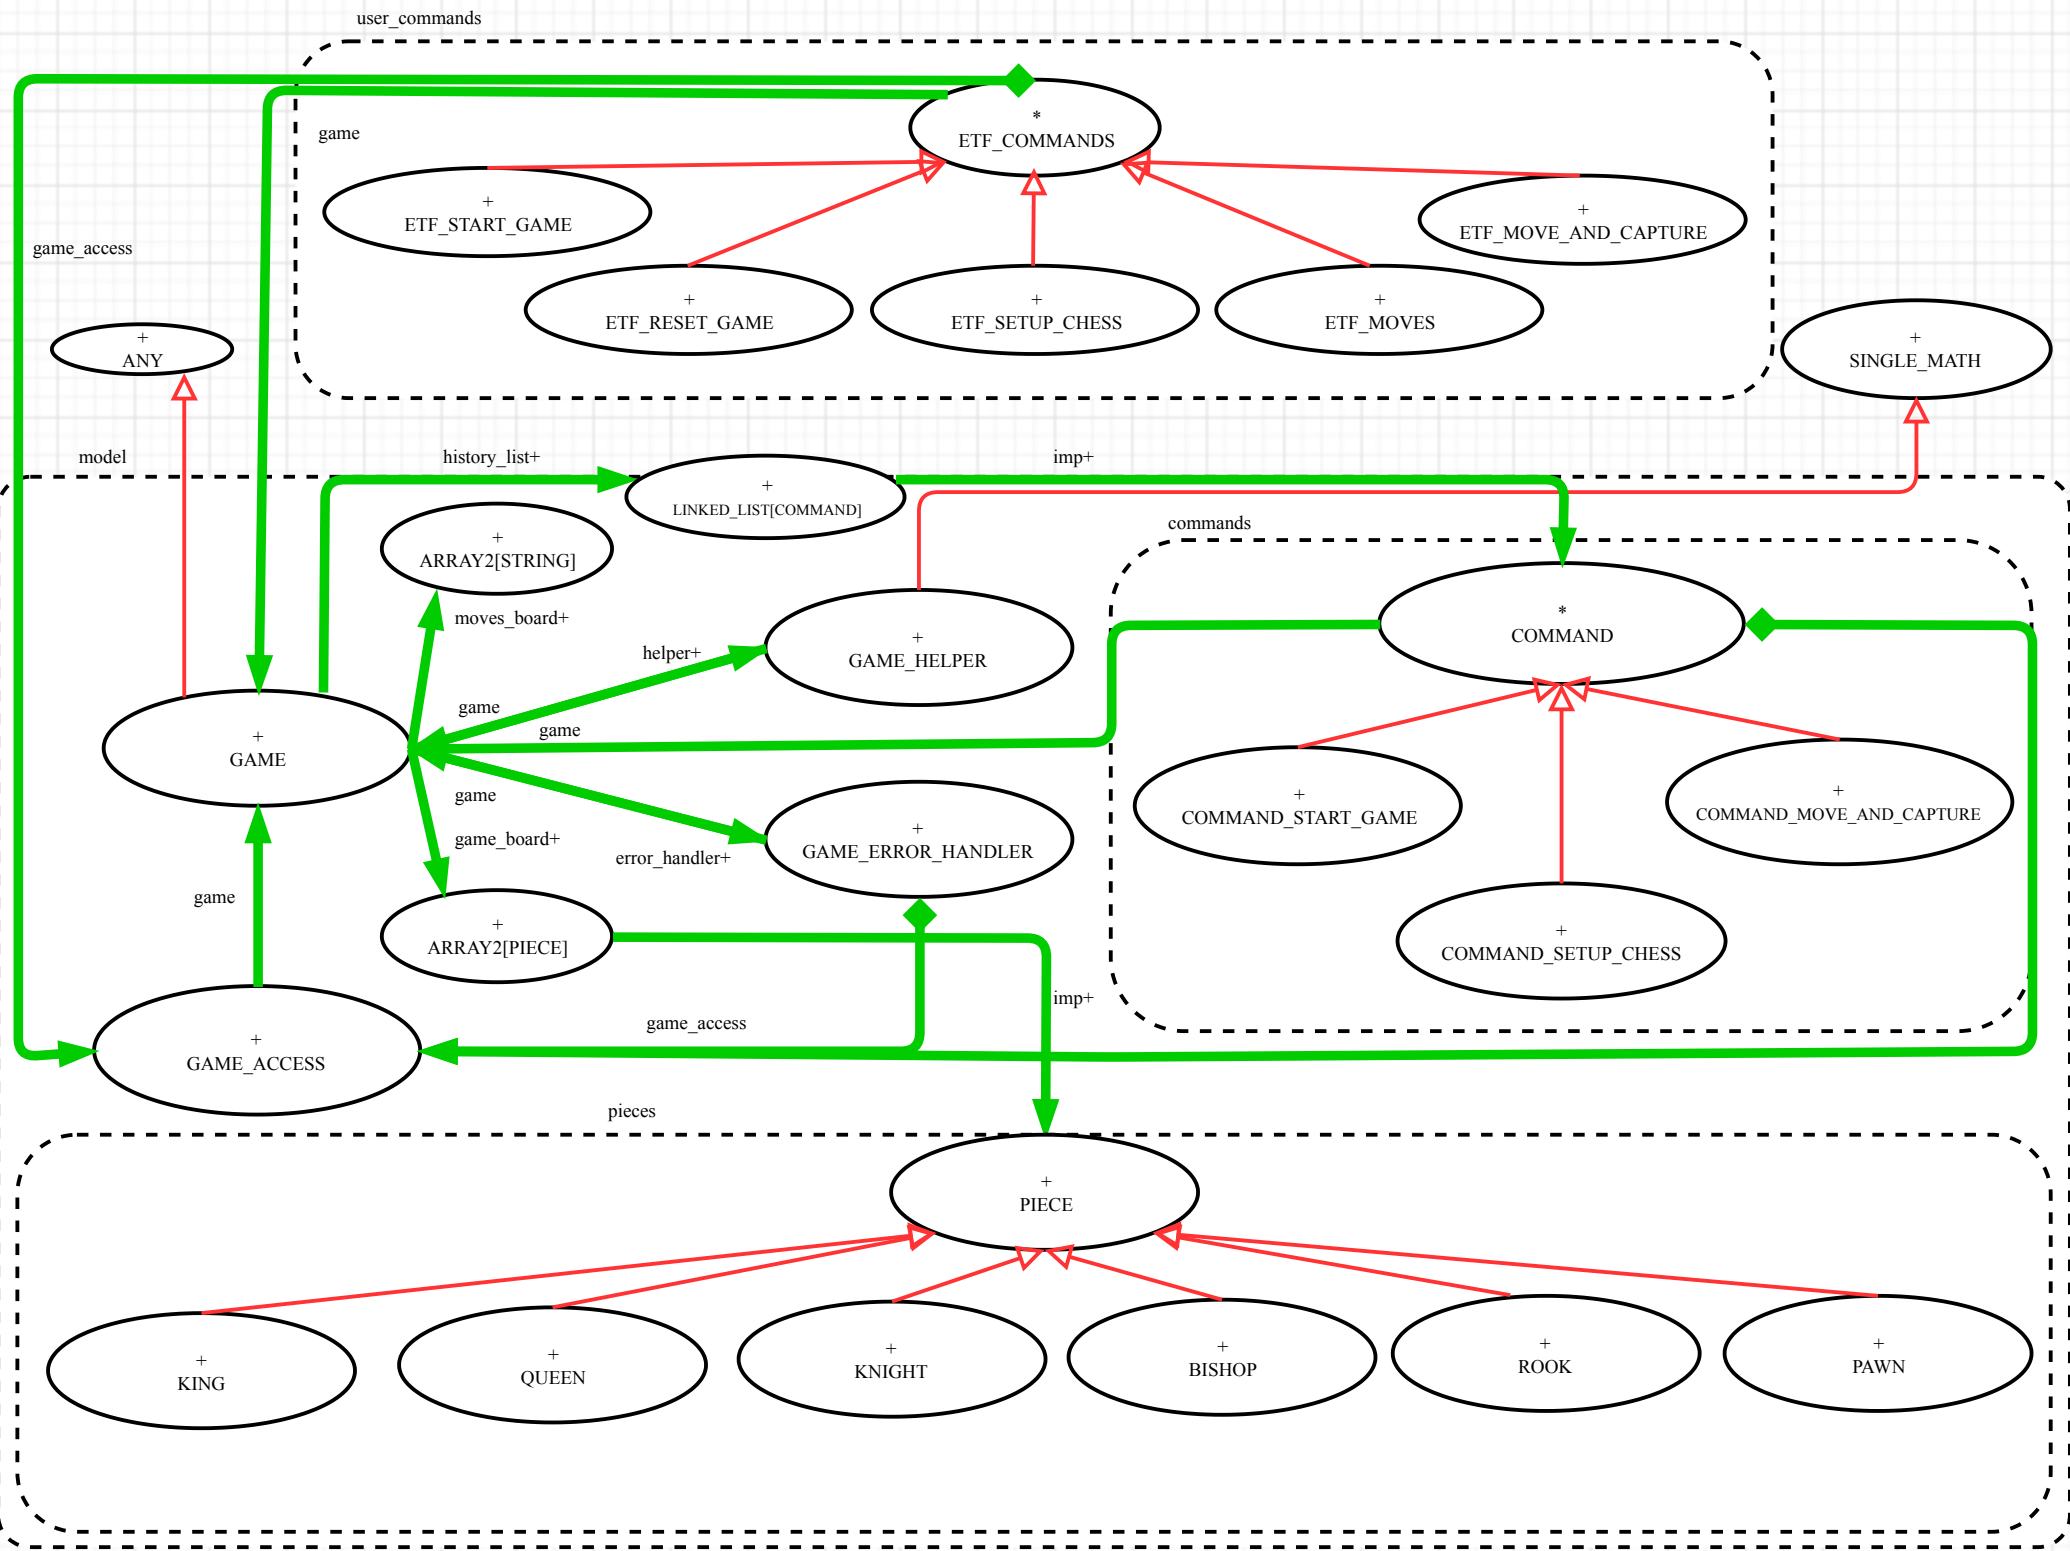 user_commands
*
ETF_COMMANDS
game
+
ETF_START_GAME
+
ETF_MOVE_AND_CAPTURE
game_access
+
ETF_RESET_GAME
+
ETF_SETUP_CHESS
+
ETF_MOVES
+
ANY
+
SINGLE_MATH
model
history_list+
imp+
+
LINKED_LIST[COMMAND]
commands
+
ARRAY2[STRING]
moves_board+
*
COMMAND
helper+
+
GAME_HELPER
game
game
+
GAME
game
+
COMMAND_START_GAME
+
COMMAND_MOVE_AND_CAPTURE
game_board+
error_handler+
+
GAME_ERROR_HANDLER
game
+
ARRAY2[PIECE]
+
COMMAND_SETUP_CHESS
imp+
game_access
+
GAME_ACCESS
pieces
+
PIECE
+
KING
+
QUEEN
+
KNIGHT
+
BISHOP
+
ROOK
+
PAWN